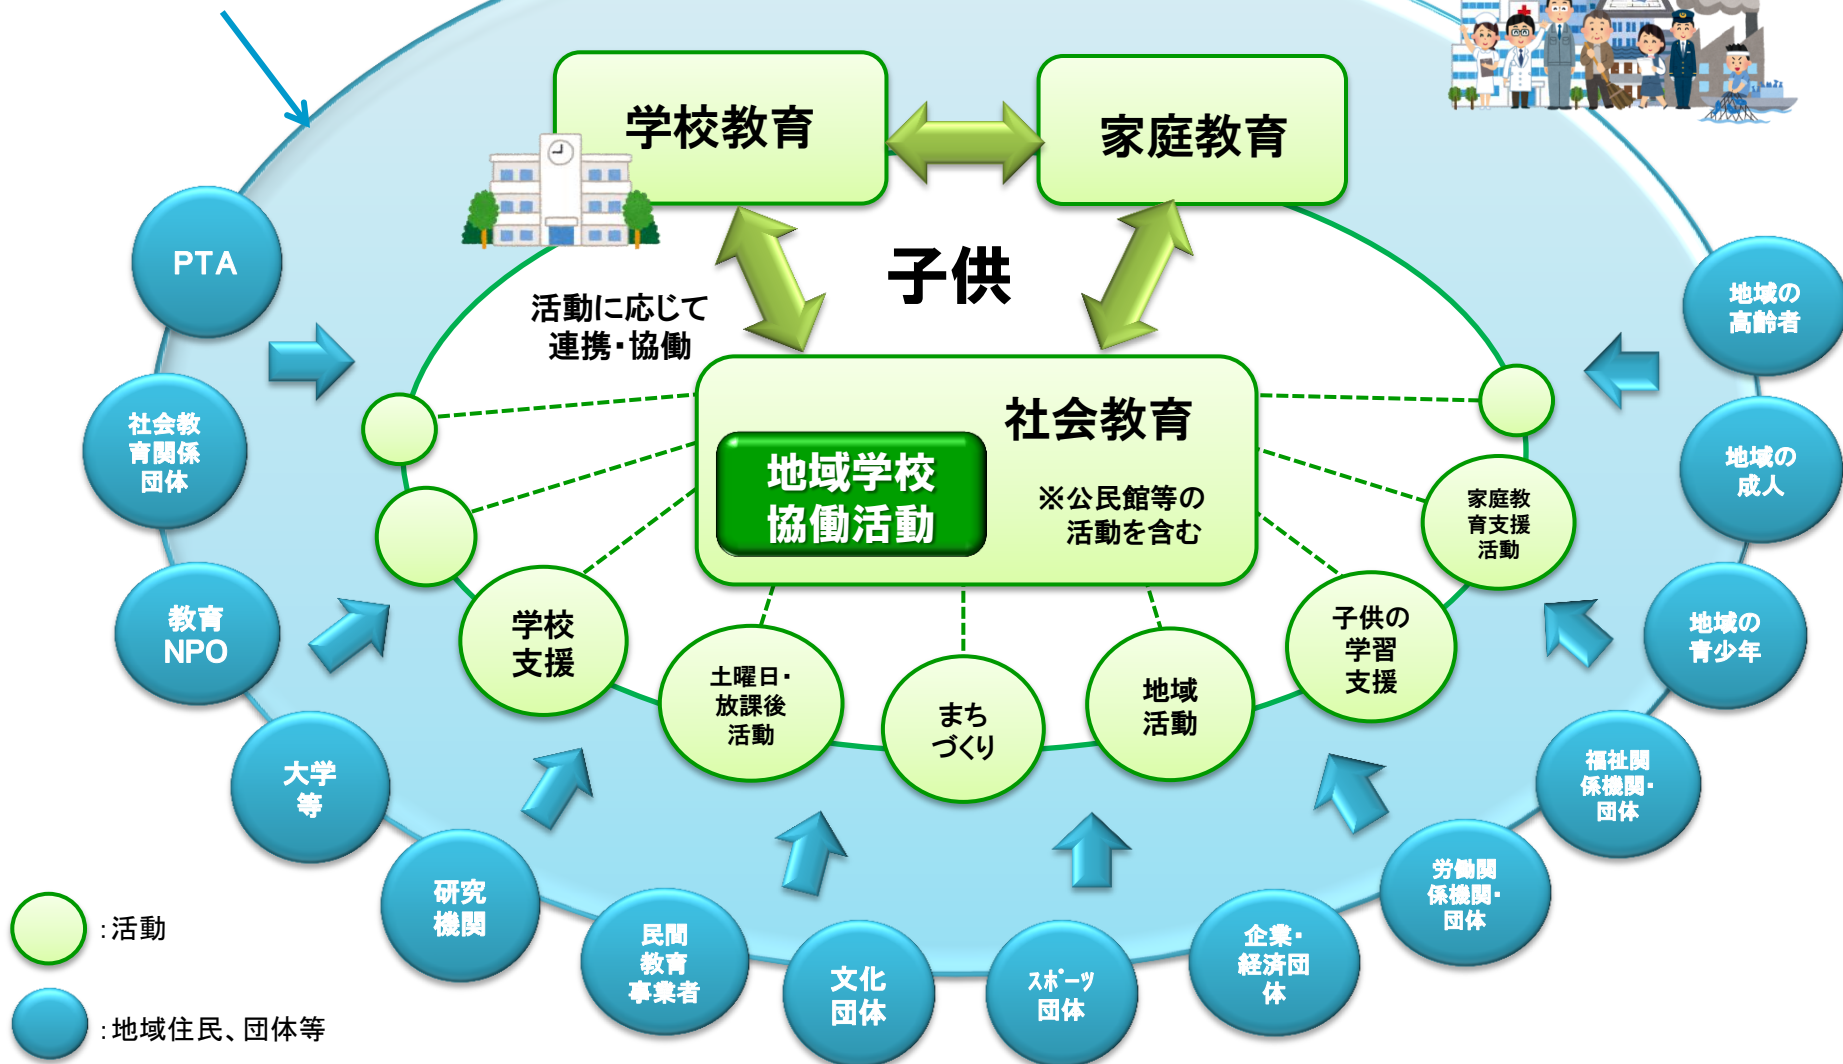 学校教育
家庭教育
子供
活動に応じて
連携・協働
社会教育
地域学校
協働活動
※公民館等の
活動を含む
PTA
社会教
育関係
団体
教育
NPO
大学
等
研究
機関
民間
教育
事業者
文化
団体
スポーツ
団体
企業・
経済団
体
労働関
係機関・
団体
福祉関
係機関・
団体
地域の
青少年
地域の
成人
地域の
高齢者
学校
支援
土曜日・
放課後
活動
まち
づくり
地域
活動
子供の
学習
支援
家庭教
育支援
活動
：活動
：地域住民、団体等